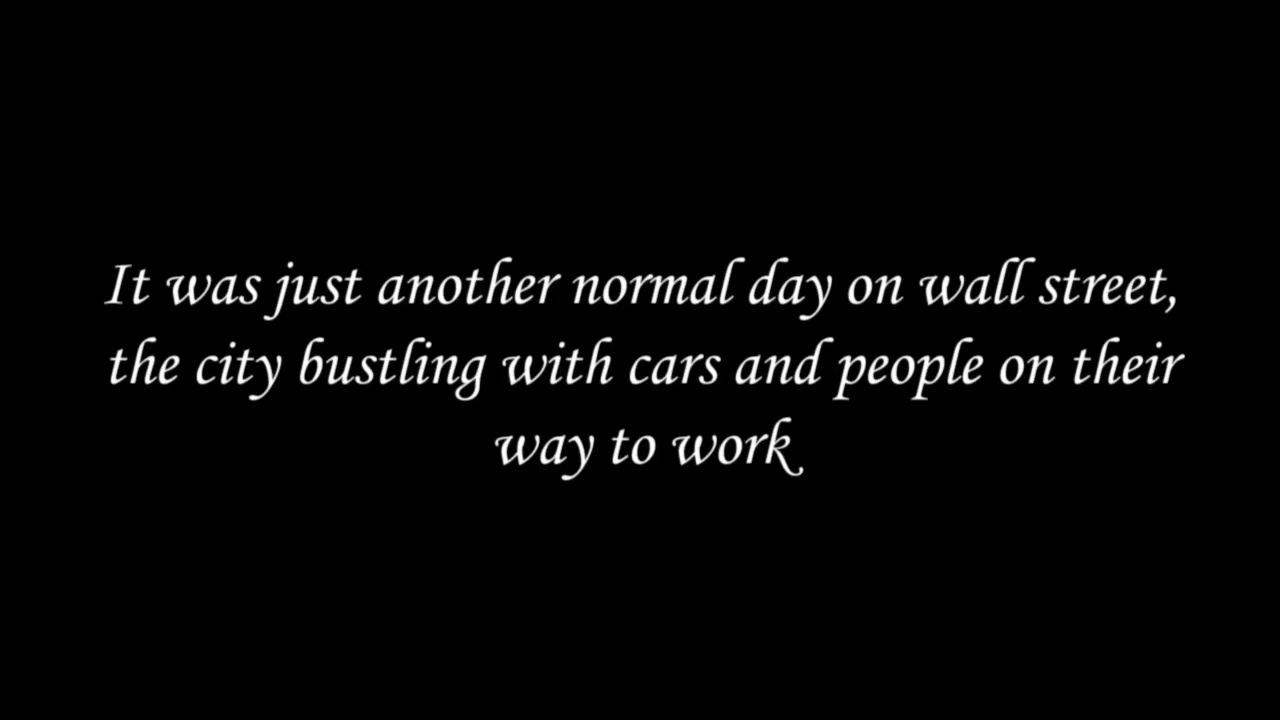 It was just another normal day on wall street,
the city bustling with cars and people on their
way to work